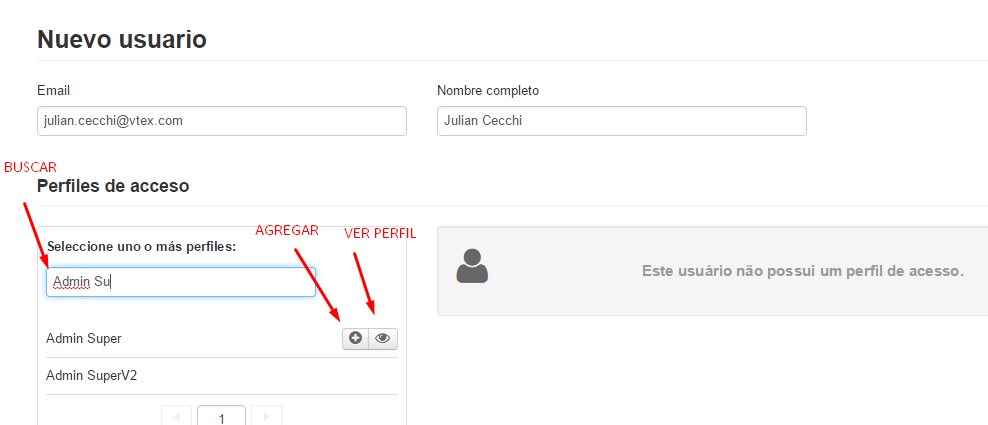 Nuevo usuario
Email
Nombre completo
julian.cecchi@vtex.com
Julian Cecchi
BUSCAR
Perfiles de acceso
AGREGAR
VER PERFIL
Seleccione uno o más perfiles:
Admin Su
Este usuário não possui um perfil de acesso.
Admin Super
Admin SuperV2
1